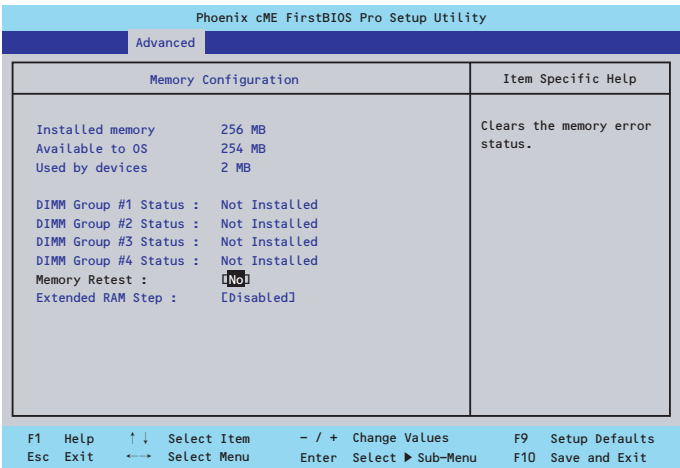 Phoenix cME FirstBIOS Pro Setup Utility
Advanced
Memory Configuration
Item Specific Help
Installed memory 256 MB
Available to OS 254 MB
Used by devices 2 MB
DIMM Group #1 Status : Not Installed
DIMM Group #2 Status : Not Installed
DIMM Group #3 Status : Not Installed
DIMM Group #4 Status : Not Installed
Memory Retest : [No]
Extended RAM Step : [Disabled]
Clears the memory error
status.
F1 Help ↑↓ Select Item - / + Change Values F9 Setup Defaults
Esc Exit ←→ Select Menu Enter Select ▶ Sub-Menu F10 Save and Exit